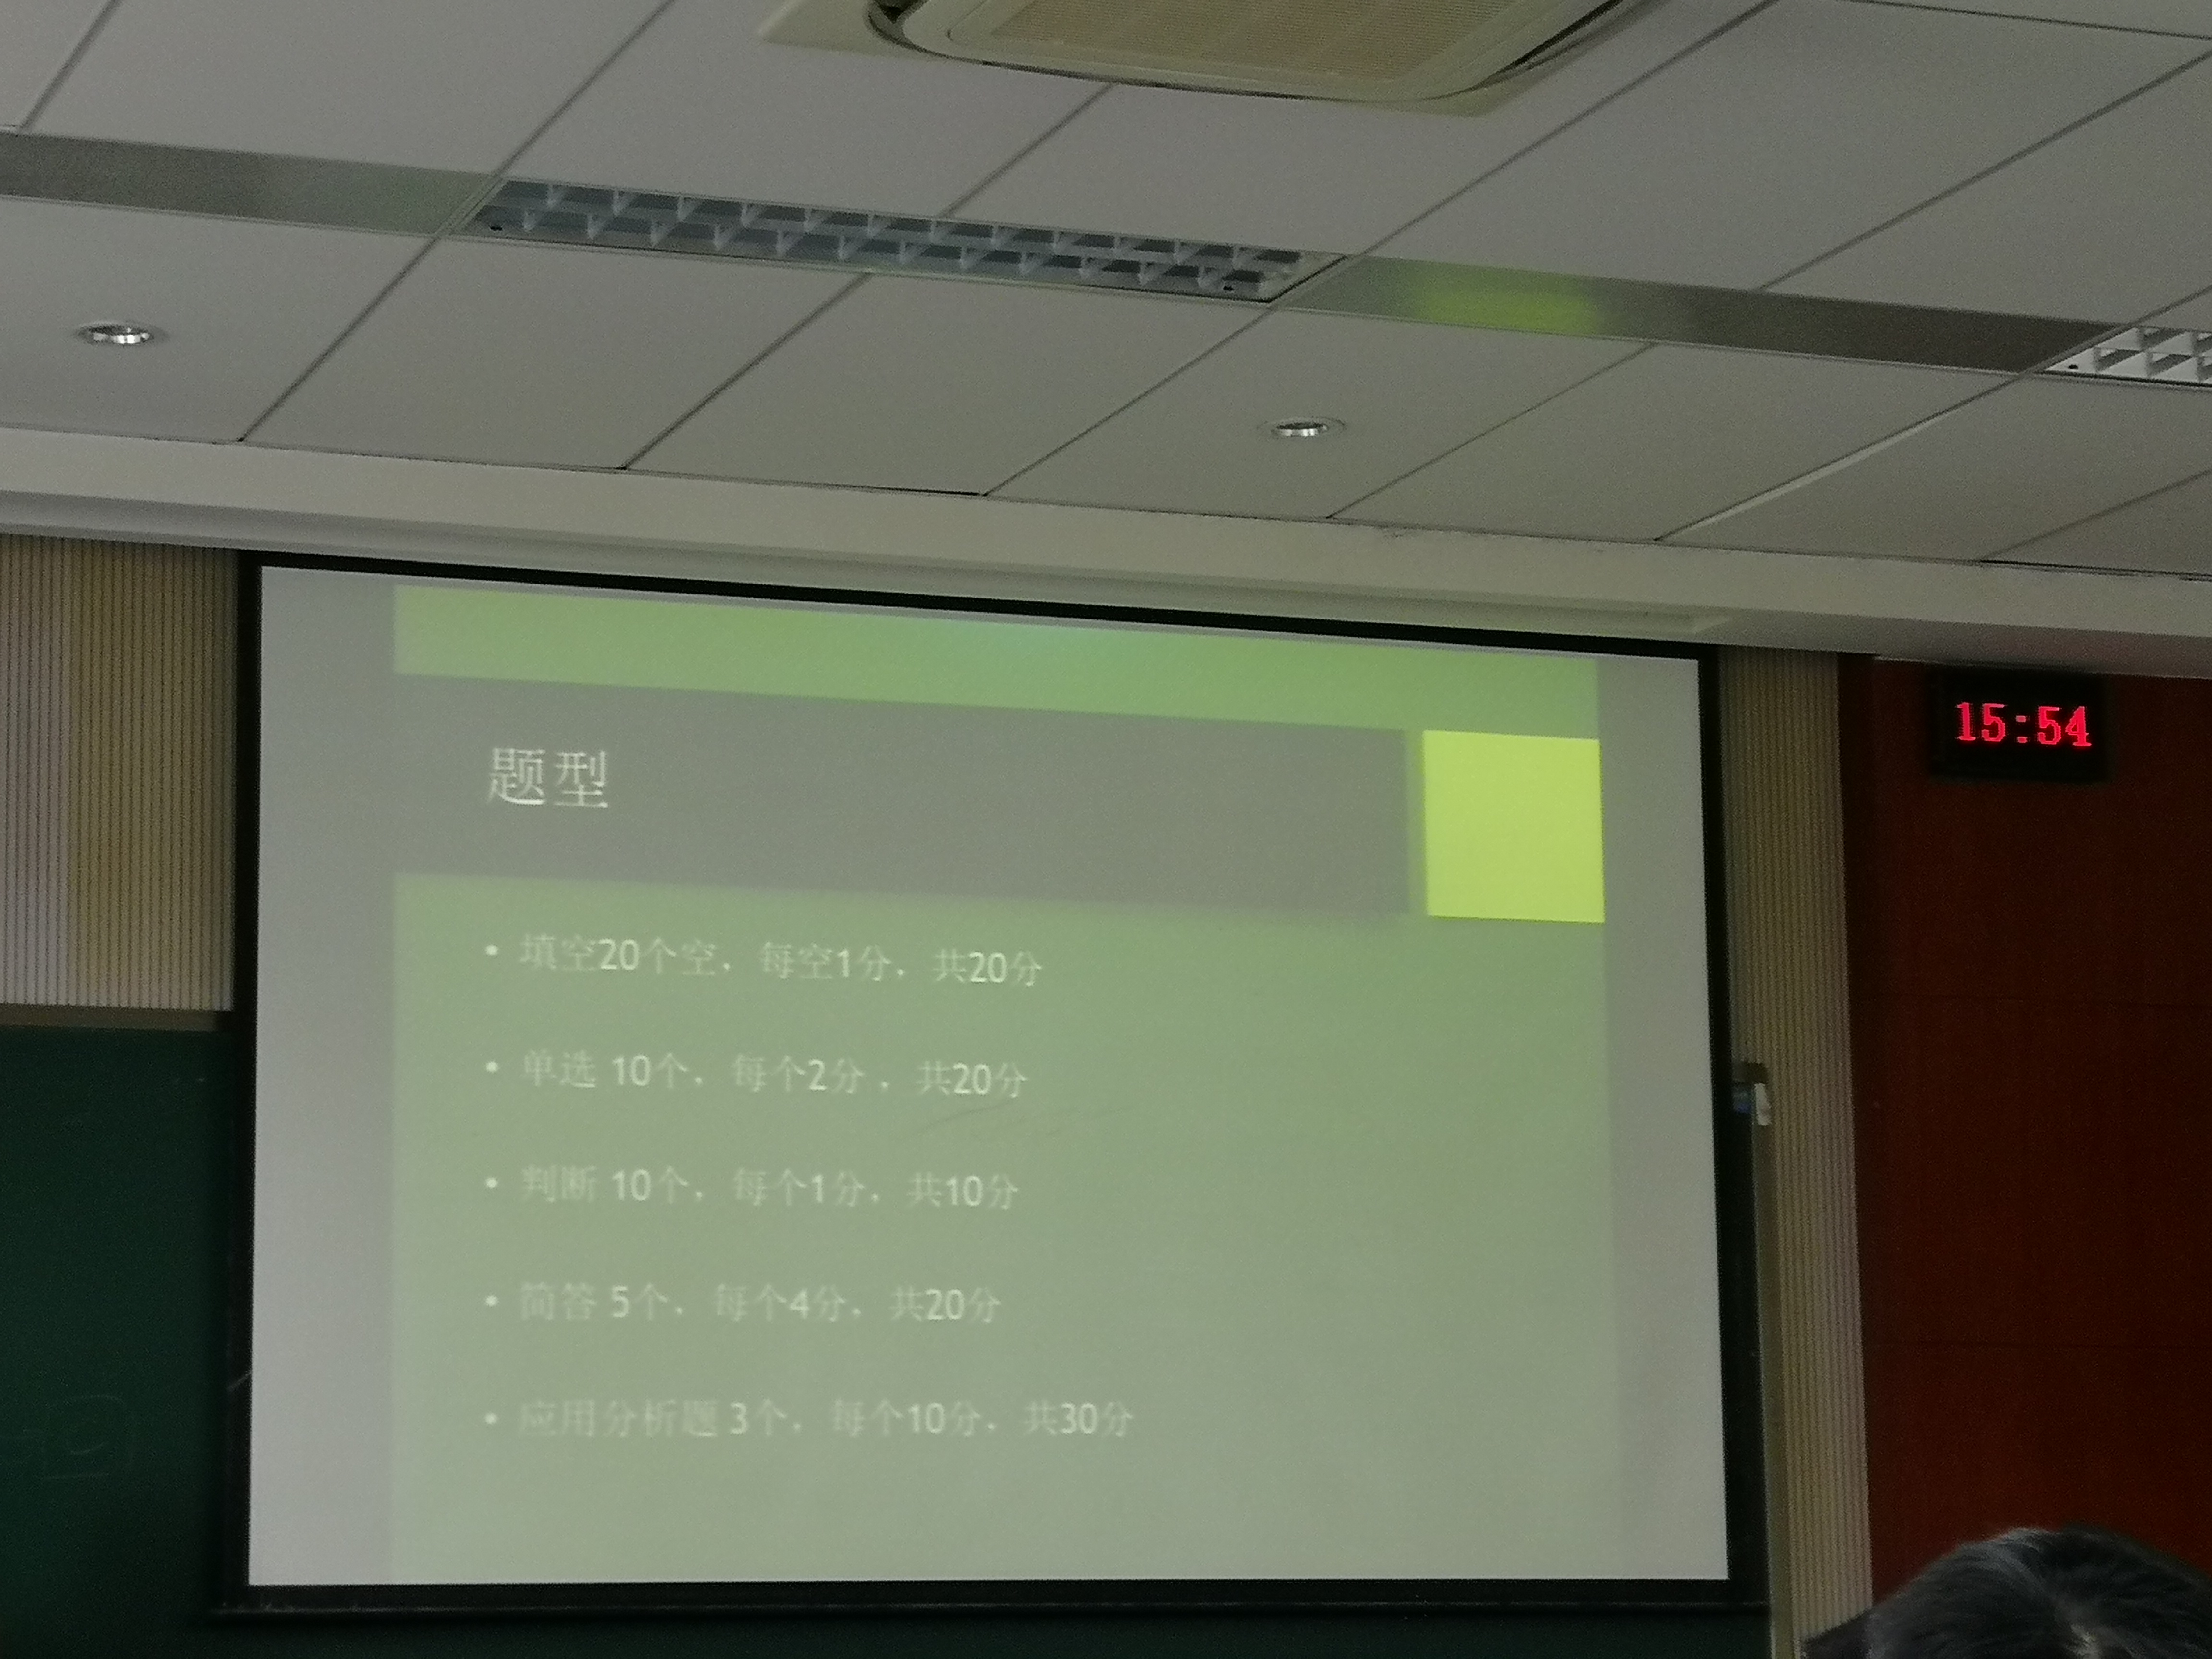 15:54
题型
• 填空20个空，每空1分，共20分
• 单选 10个，每个2分 ，共20分
• 判断 10个，每个1分，共10分
• 简答 5个，每个4分，共20分
• 应用分析题 3个，每个10分，共30分